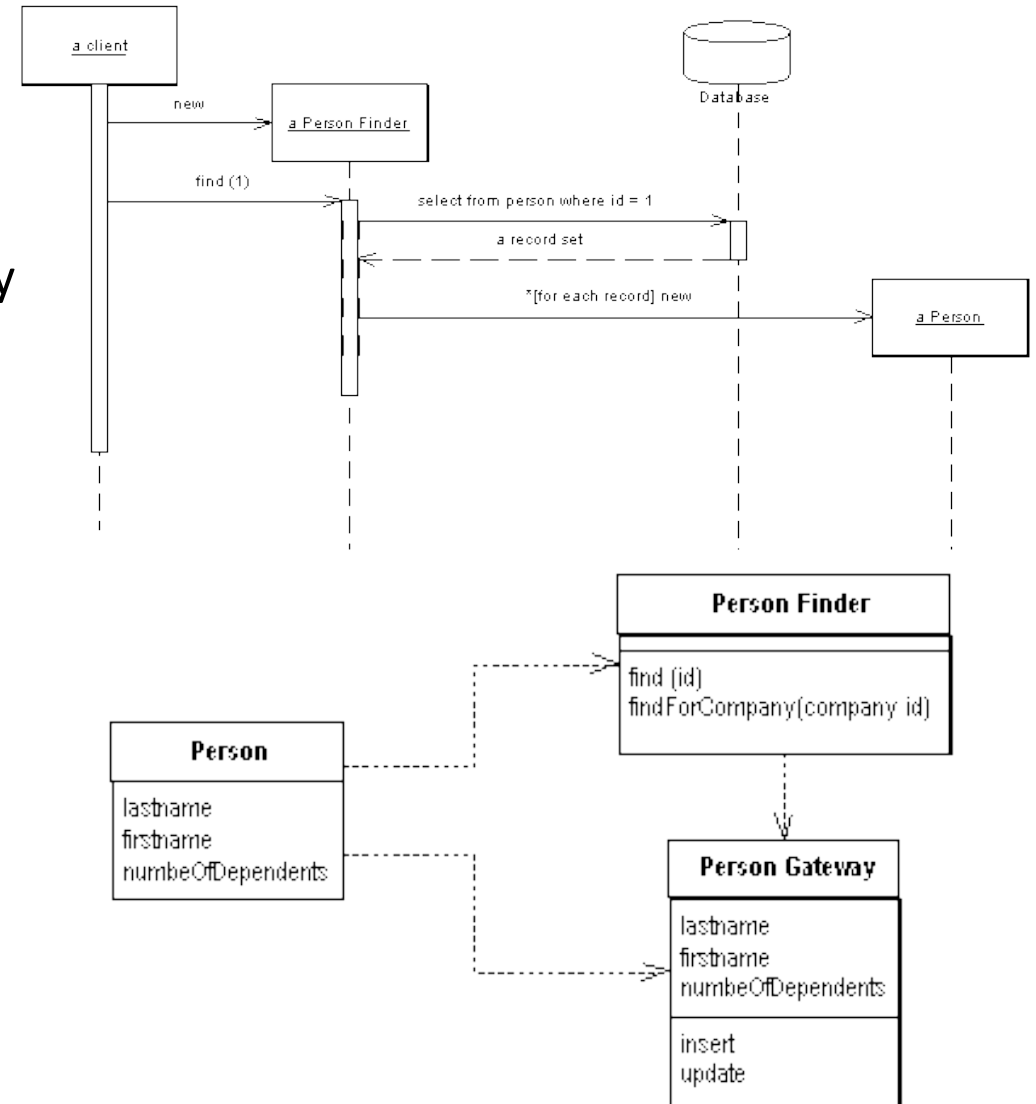 a client
new
a Person Finder
Database
find (1)
select from person where id = 1
a record set
y
*[for each record] new
a Person
Person Finder
find (id)
findForCompany(company id)
Person
lastname
firstname
numbeOfDependents
Person Gateway
lastname
firstname
numbeOfDependents
insert
update